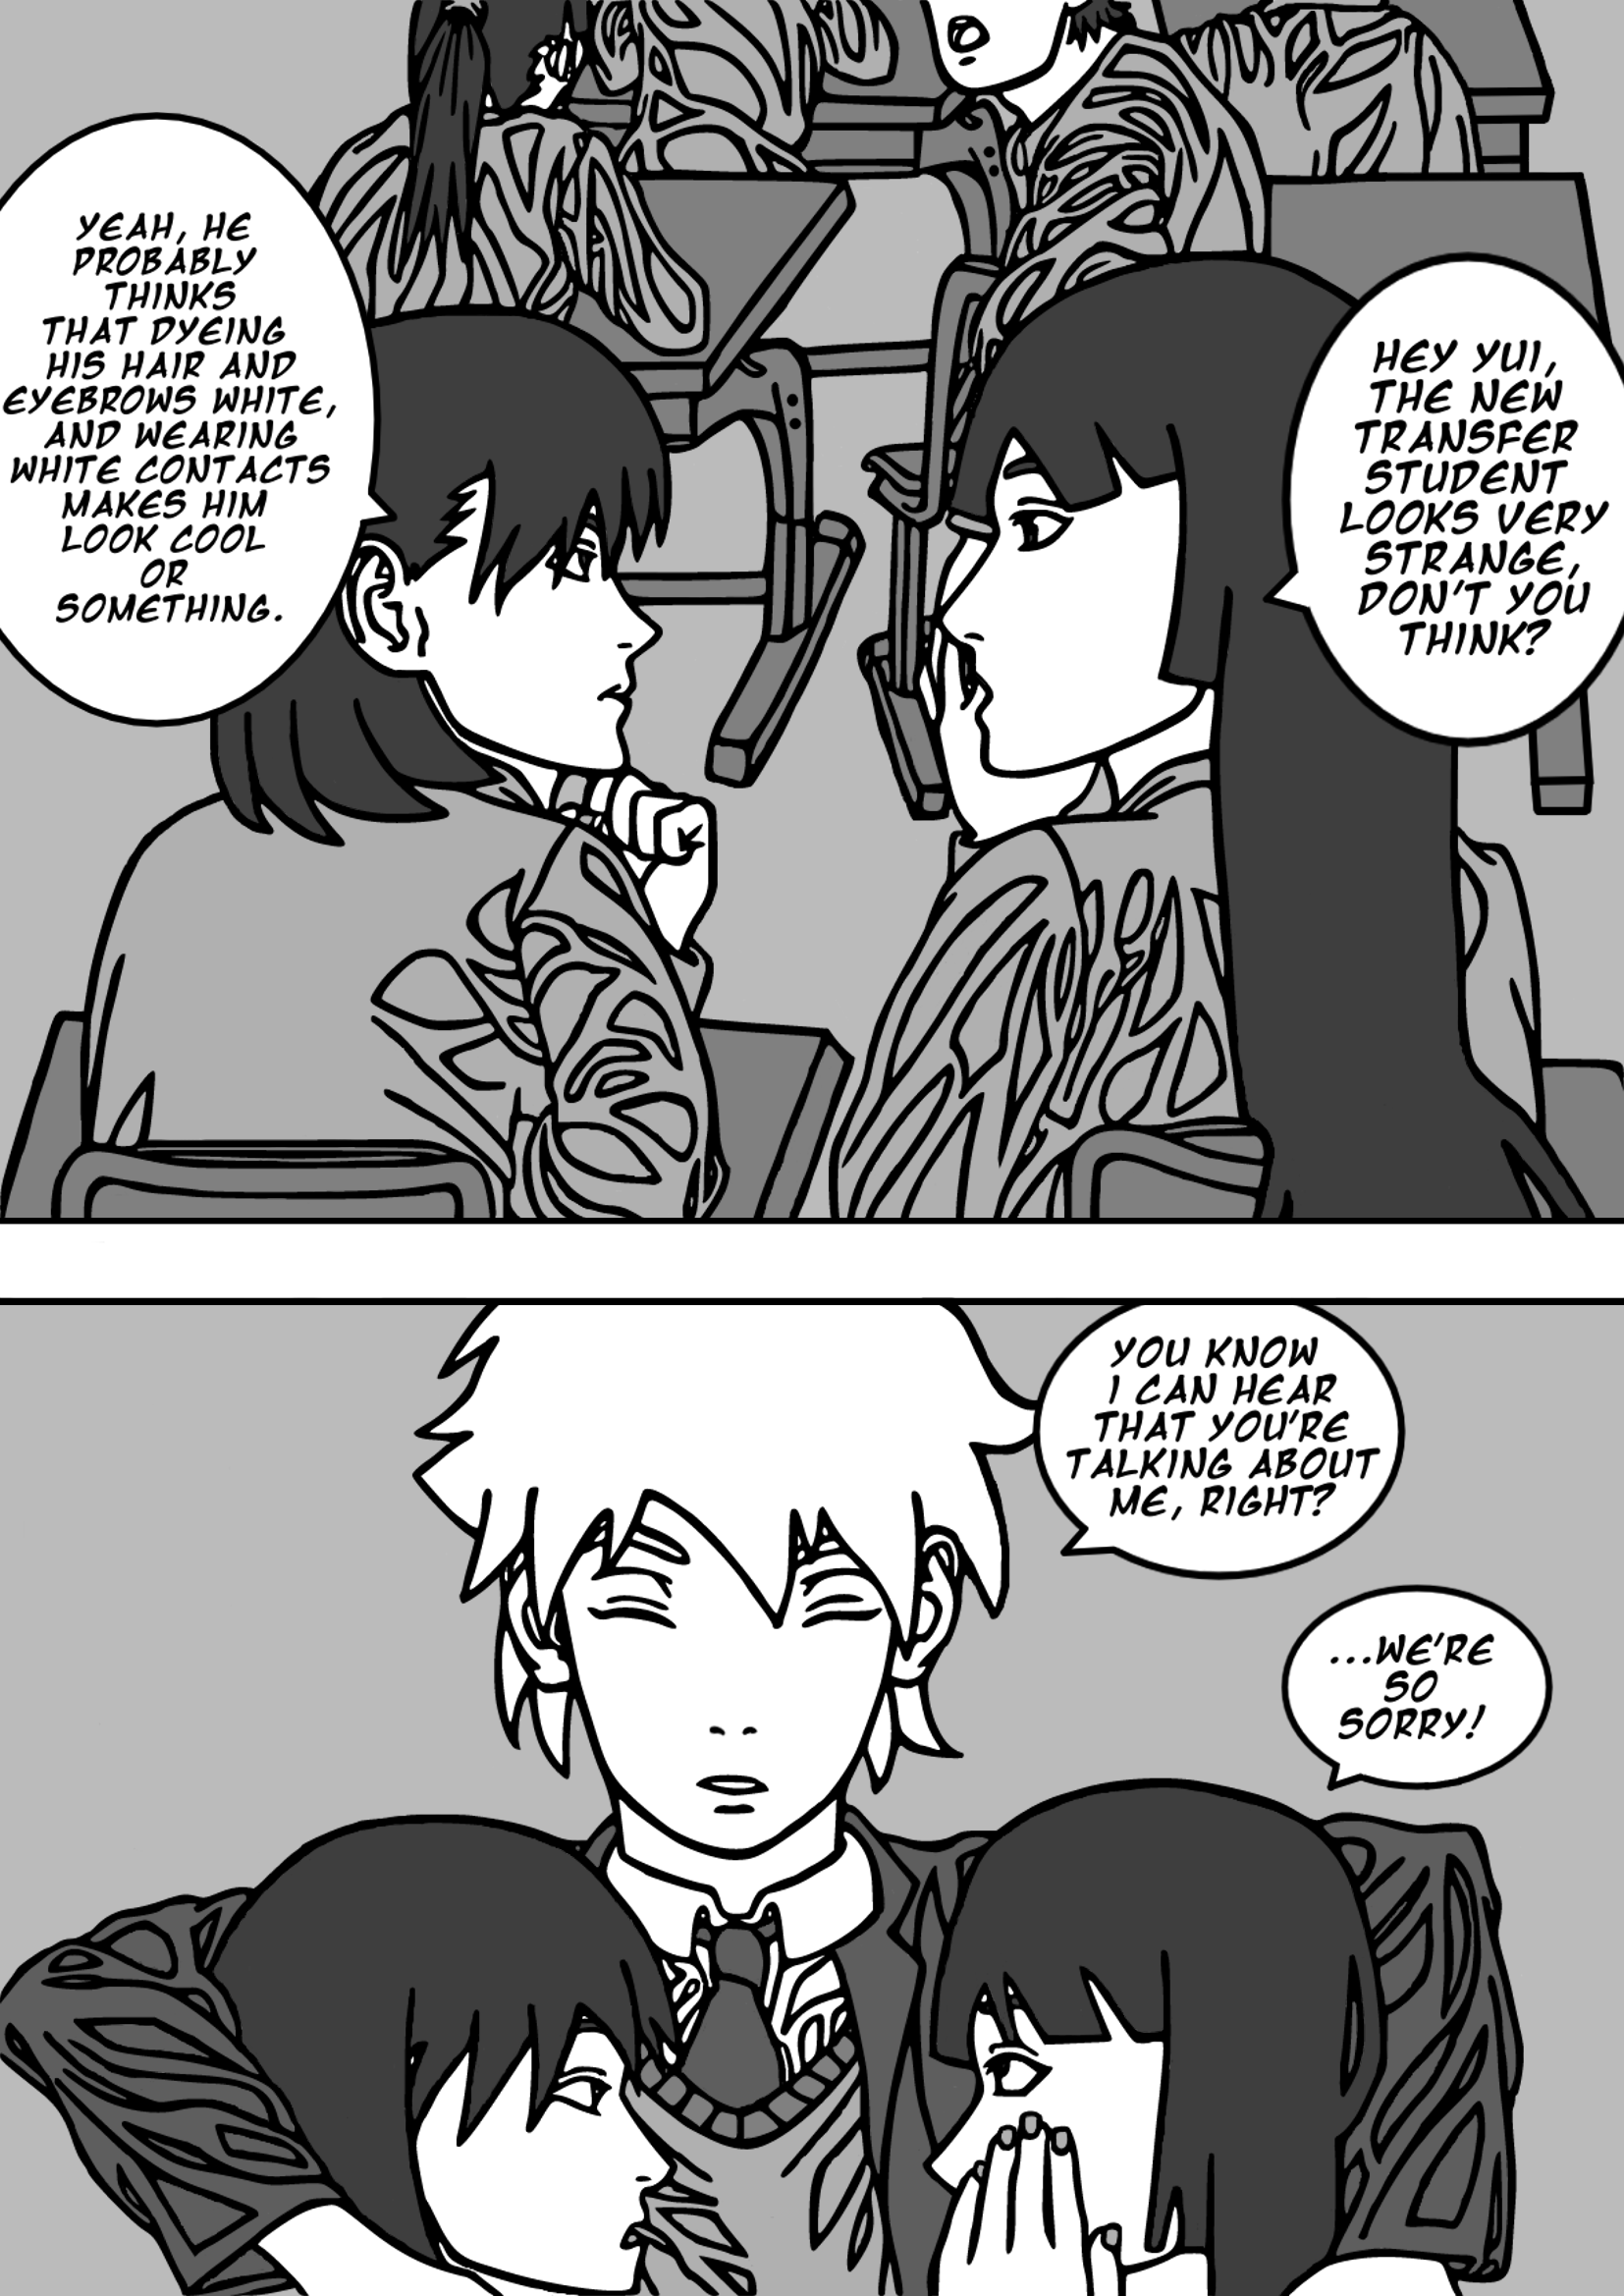 HEY YUI,
THE NEW
TRANSFER
STUDENT
LOOKS VERY
STRANGE,
DON'T YOU
THINK?
YEAH, HE
PROBABLY
THINKS
THAT DYEING
HIS HAIR AND
EYEBROWS WHITE,
AND WEARING
WHITE CONTACTS
MAKES HIM
LOOK COOL
OR
SOMETHING.
YOU KNOW
I CAN HEAR
THAT YOU'RE
TALKING ABOUT
ME, RIGHT?
...WE'RE
SO
SORRY!